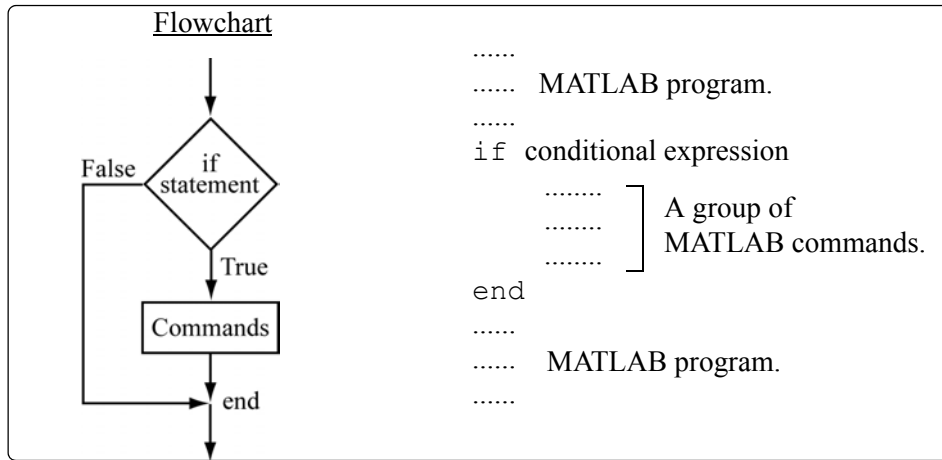 Flowchart
False
if
statement
True
Commands
end
......
...... MATLAB program.
......
if conditional expression
........
........
........
A group of
MATLAB commands.
end
......
...... MATLAB program.
......